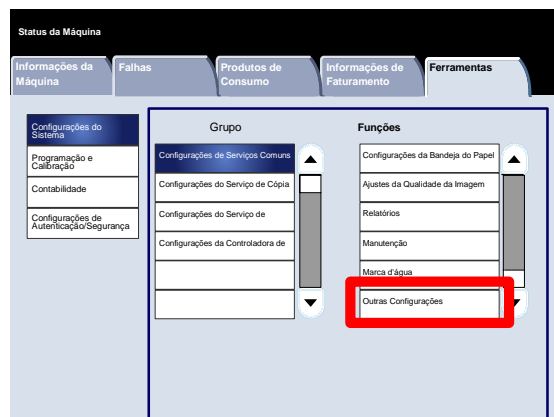 Status da Máquina
Informações da
Máquina
Falhas
Produtos de
Consumo
Informações de
Faturamento
Ferramentas
Configurações do
Sistema
Programação e
Calibração
Contabilidade
Configurações de
Autenticação/Segurança
Grupo
Configurações de Serviços Comuns
Configurações do Serviço de Cópia
Configurações do Serviço de
Configurações da Controladora de
Funções
Configurações da Bandeja do Papel
Ajustes da Qualidade da Imagem
Relatórios
Manutenção
Marca d'água
Outras Configurações